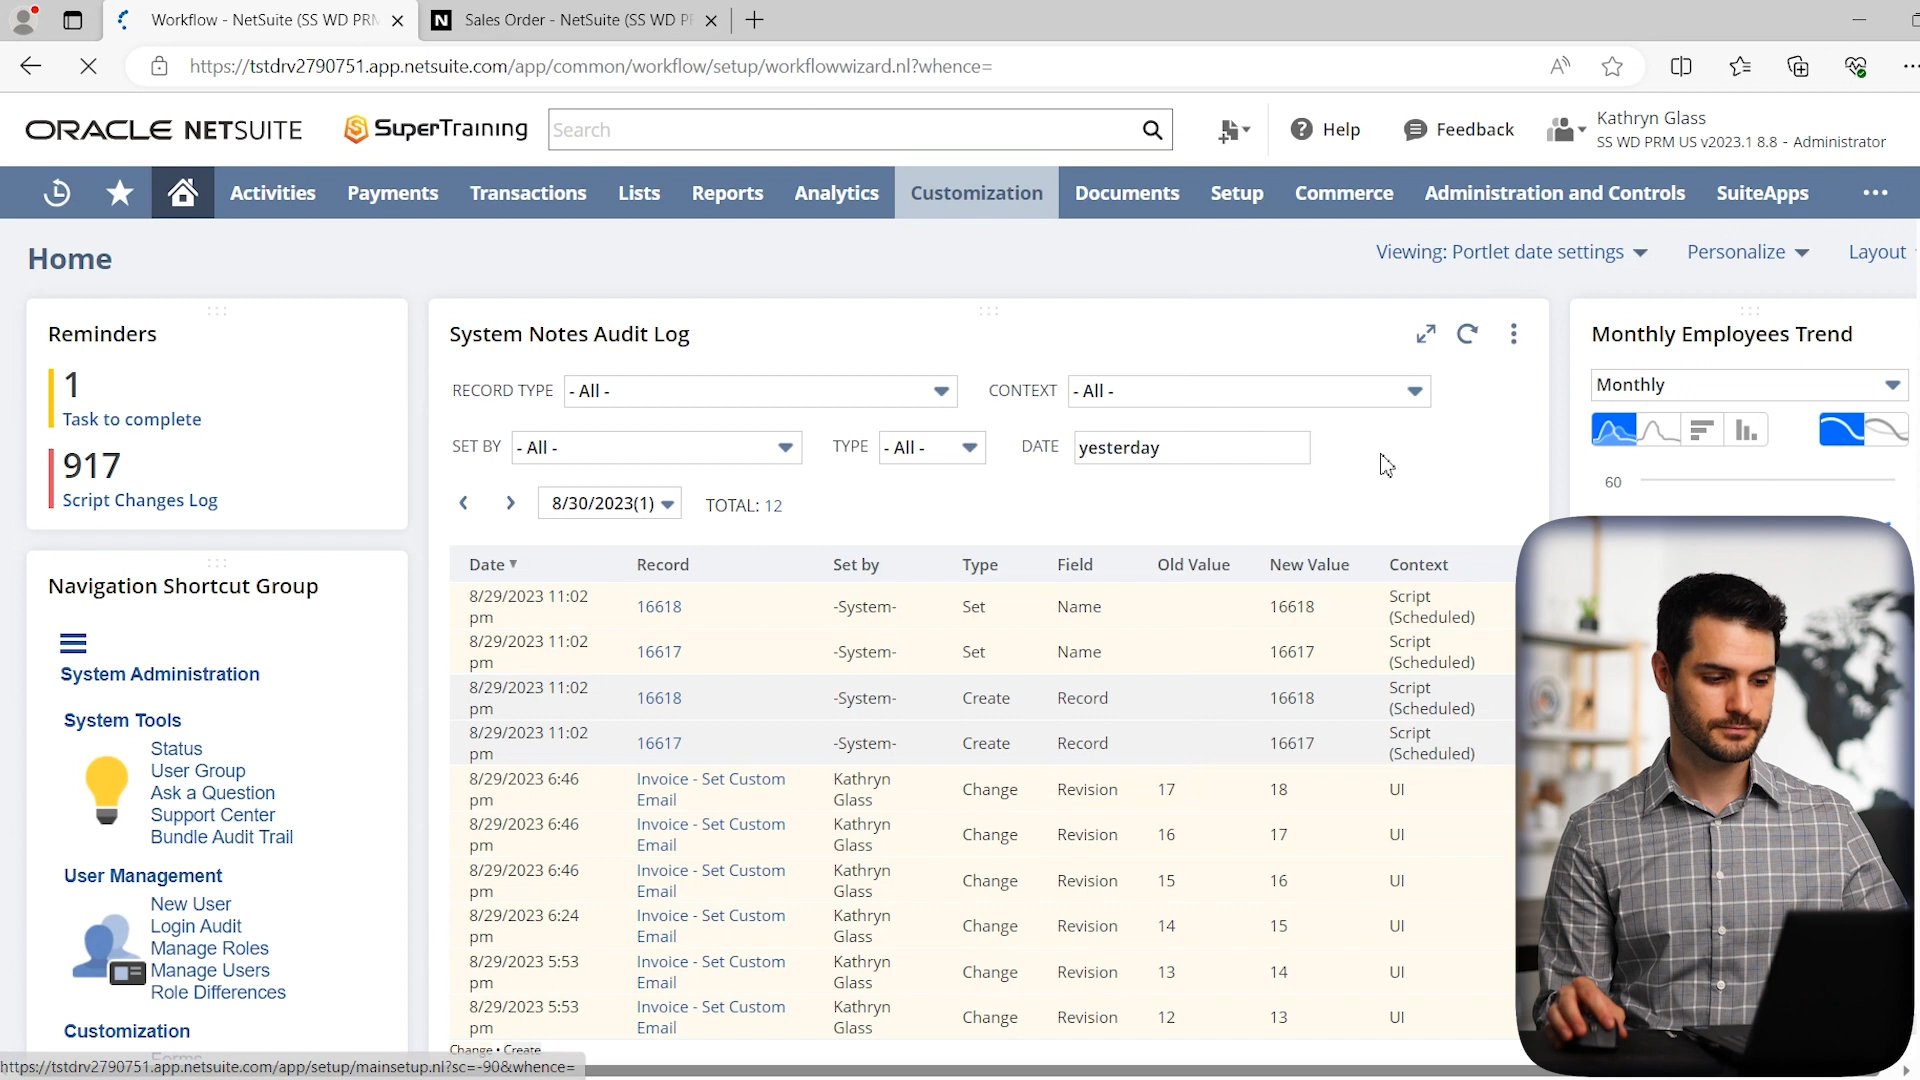 Workflow - NetSuite (SS WD PRM
Sales Order - NetSuite (SS WD P
https://tstdrv2790751.app.netsuite.com/app/common/workflow/setup/workflowwizard.nl?whence=
ORACLE NETSUITE
SuperTraining
Search
Help
Feedback
Kathryn Glass
SS WD PRM US v2023.1 8.8 - Administrator
Activities
Payments
Transactions
Lists
Reports
Analytics
Customization
Documents
Setup
Commerce
Administration and Controls
SuiteApps
Home
Viewing: Portlet date settings
Personalize
Layout
Reminders
1
Task to complete
917
Script Changes Log
Navigation Shortcut Group
System Administration
System Tools
Status
User Group
Ask a Question
Support Center
Bundle Audit Trail
User Management
New User
Login Audit
Manage Roles
Manage Users
Role Differences
Customization
Forms
System Notes Audit Log
RECORD TYPE - All - CONTEXT - All -
SET BY - All - TYPE - All - DATE yesterday
8/30/2023(1) TOTAL: 12
Date Record Set by Type Field Old Value New Value Context
8/29/2023 11:02 pm 16618 -System- Set Name 16618 Script (Scheduled)
8/29/2023 11:02 pm 16617 -System- Set Name 16617 Script (Scheduled)
8/29/2023 11:02 pm 16618 -System- Create Record 16618 Script (Scheduled)
8/29/2023 11:02 pm 16617 -System- Create Record 16617 Script (Scheduled)
8/29/2023 6:46 pm Invoice - Set Custom Email Kathryn Glass Change Revision 17 18 UI
8/29/2023 6:46 pm Invoice - Set Custom Email Kathryn Glass Change Revision 16 17 UI
8/29/2023 6:46 pm Invoice - Set Custom Email Kathryn Glass Change Revision 15 16 UI
8/29/2023 6:24 pm Invoice - Set Custom Email Kathryn Glass Change Revision 14 15 UI
8/29/2023 5:53 pm Invoice - Set Custom Email Kathryn Glass Change Revision 13 14 UI
8/29/2023 5:53 pm Invoice - Set Custom Email Kathryn Glass Change Revision 12 13 UI
Change • Create
Monthly Employees Trend
Monthly
60
https://tstdrv2790751.app.netsuite.com/app/setup/mainsetup.nl?sc=-90&whence=